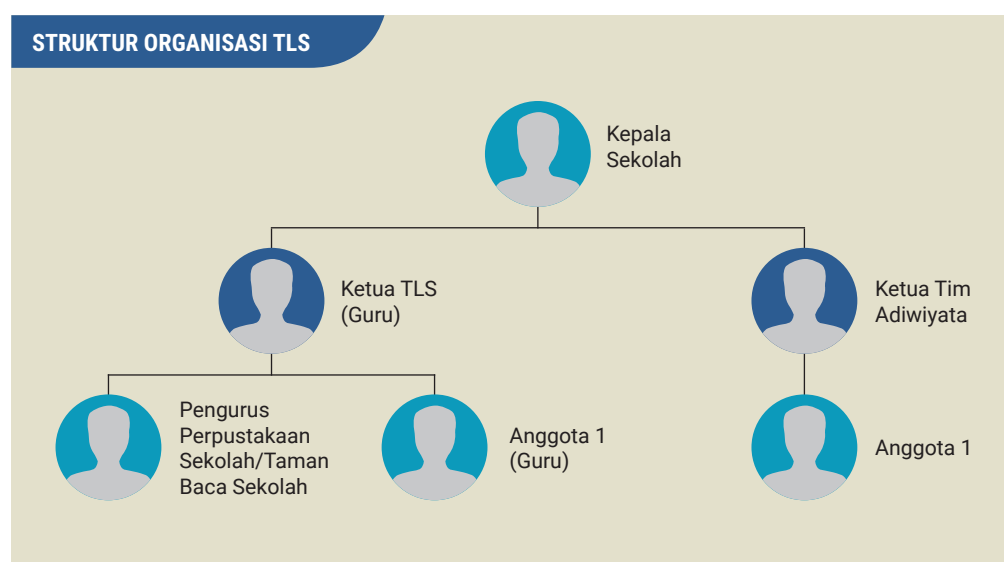 STRUKTUR ORGANISASI TLS
Kepala
Sekolah
Ketua TLS
(Guru)
Ketua Tim
Adiwiyata
Pengurus
Perpustakaan
Sekolah/Taman
Baca Sekolah
Anggota 1
(Guru)
Anggota 1